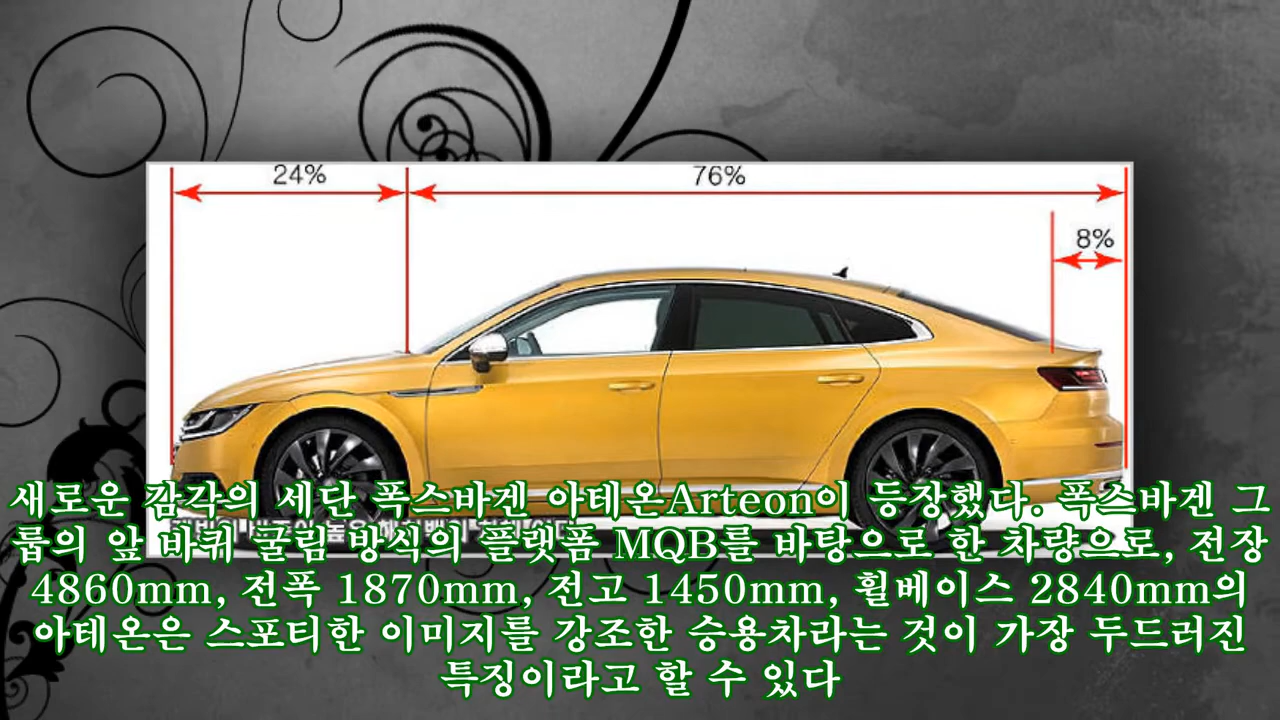 24%
76%
8%
새로운 감각의 세단 폭스바겐 아테온Arteon이 등장했다. 폭스바겐 그
룹의 앞 바퀴 굴림 방식의 플랫폼 MQB를 바탕으로 한 차량으로, 전장
4860mm, 전폭 1870mm, 전고 1450mm, 휠베이스 2840mm의
아테온은 스포티한 이미지를 강조한 승용차라는 것이 가장 두드러진
특징이라고 할 수 있다